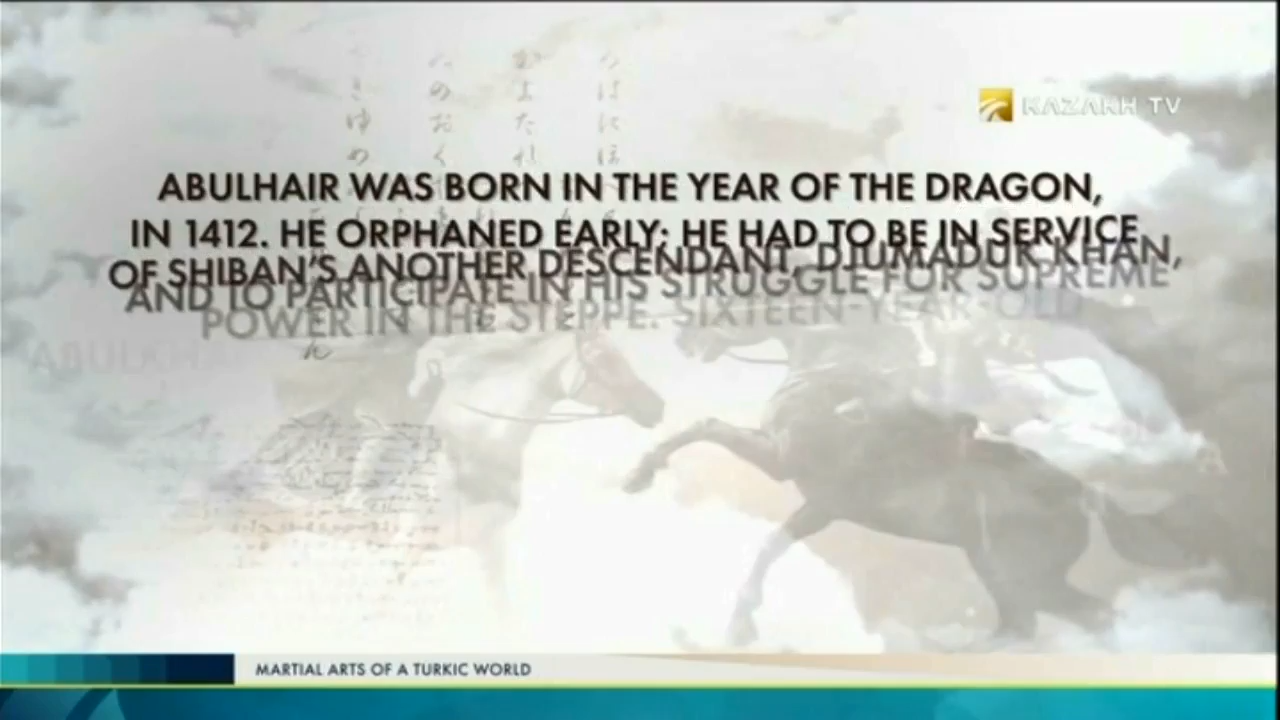 KAZAKH TV
ABULHAIR WAS BORN IN THE YEAR OF THE DRAGON,
IN 1412. HE ORPHANED EARLY; HE HAD TO BE IN SERVICE
OF SHIBAN'S ANOTHER DESCENDANT, DJUMADUK KHAN,
AND TO PARTICIPATE IN HIS STRUGGLE FOR SUPREME
POWER IN THE STEPPE. SIXTEEN-YEAR-OLD
MARTIAL ARTS OF A TURKIC WORLD